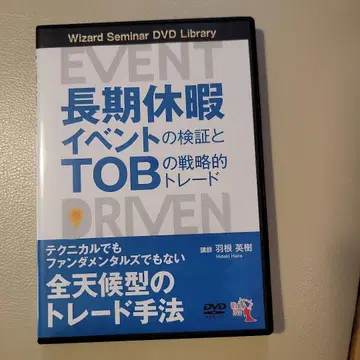 Wizard Seminar DVD Library
EVENT
長期休暇
イベントの検証と
TOBの戦略的
トレード
DRIVEN
テクニカルでも
ファンダメンタルズでもない
全天候型の
トレード手法
講師 羽根 英樹
Hideki Hane
DVD